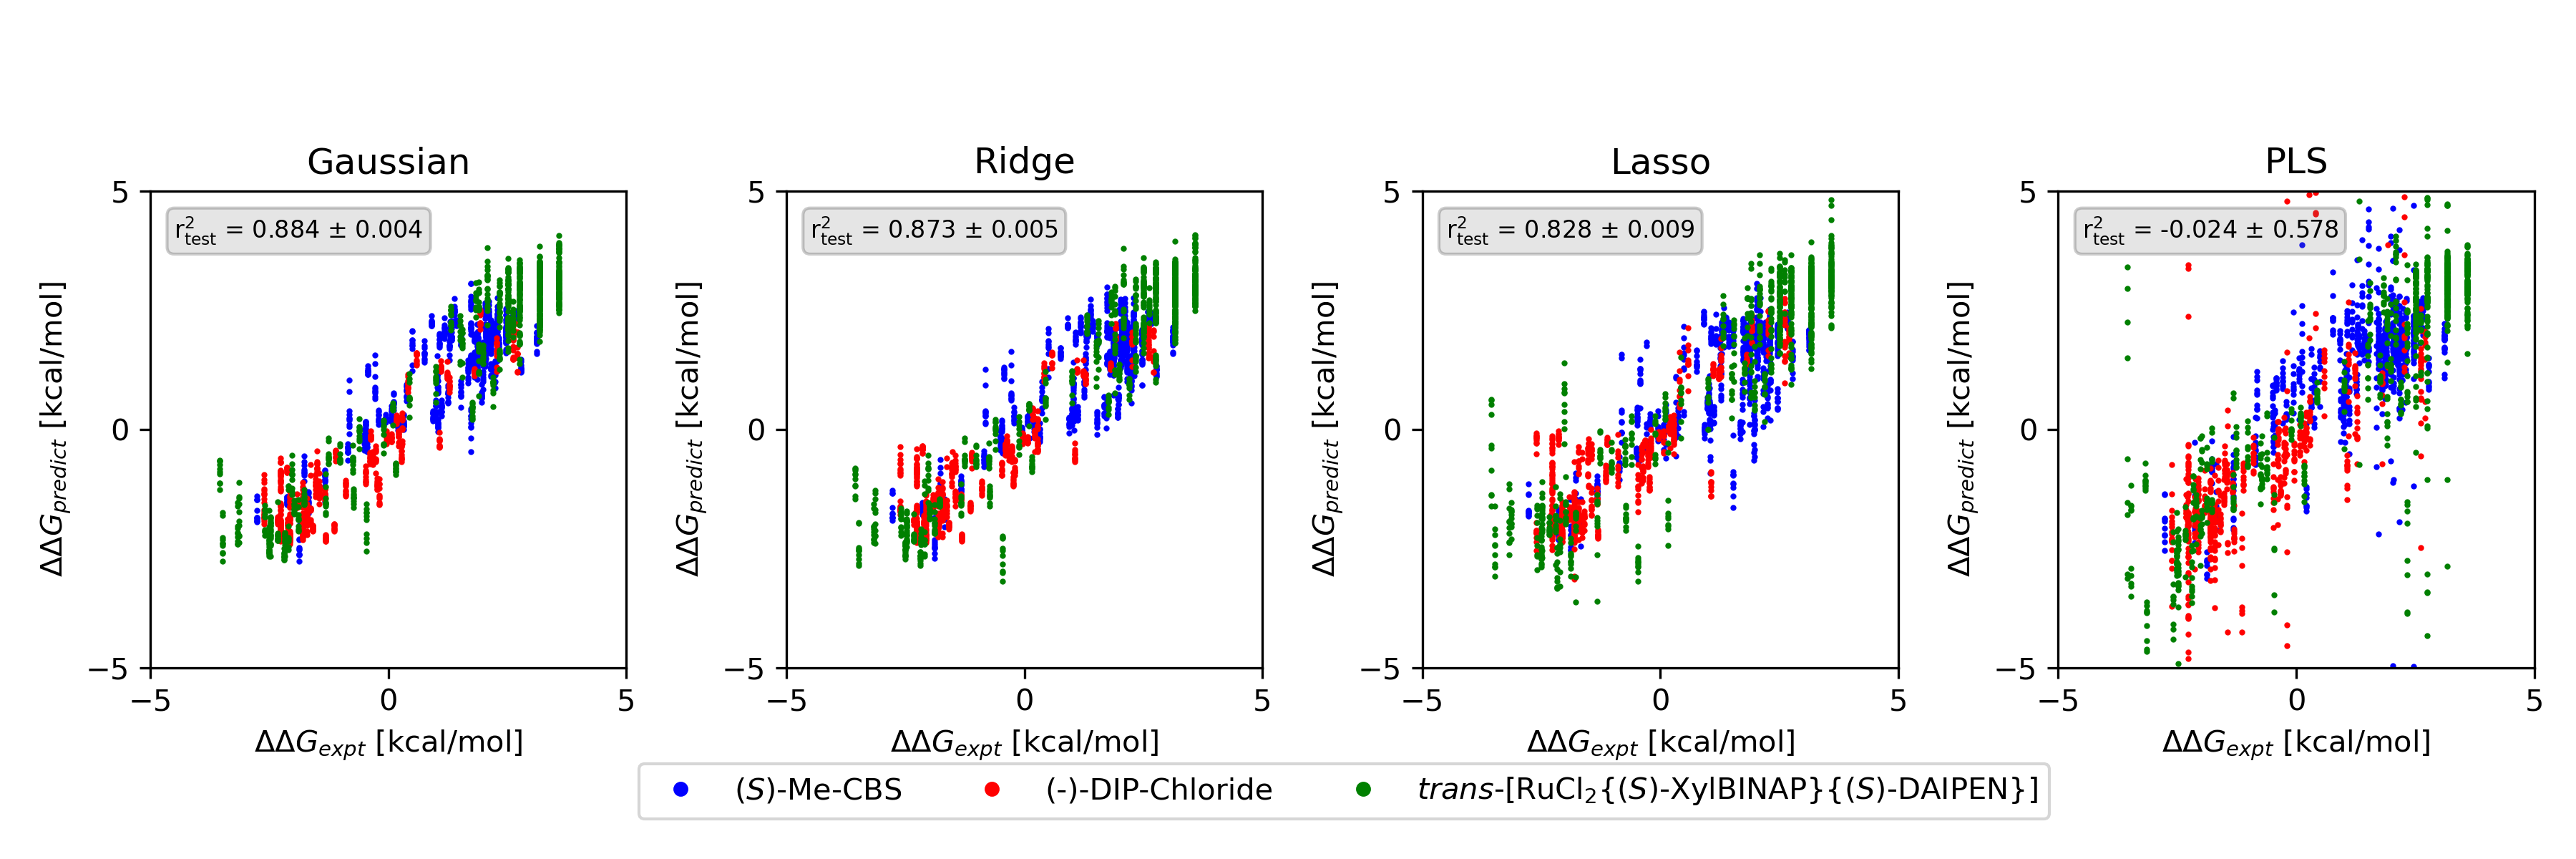 Gaussian
Ridge
Lasso
PLS
r²test = 0.884 ± 0.004
r²test = 0.873 ± 0.005
r²test = 0.828 ± 0.009
r²test = -0.024 ± 0.578
5
0
−5
ΔΔGpredict [kcal/mol]
−5 0 5
ΔΔGexpt [kcal/mol]
5
0
−5
ΔΔGpredict [kcal/mol]
−5 0 5
ΔΔGexpt [kcal/mol]
5
0
−5
ΔΔGpredict [kcal/mol]
−5 0 5
ΔΔGexpt [kcal/mol]
5
0
−5
ΔΔGpredict [kcal/mol]
−5 0 5
ΔΔGexpt [kcal/mol]
(S)-Me-CBS (-)-DIP-Chloride trans-[RuCl₂{(S)-XylBINAP}{(S)-DAIPEN}]